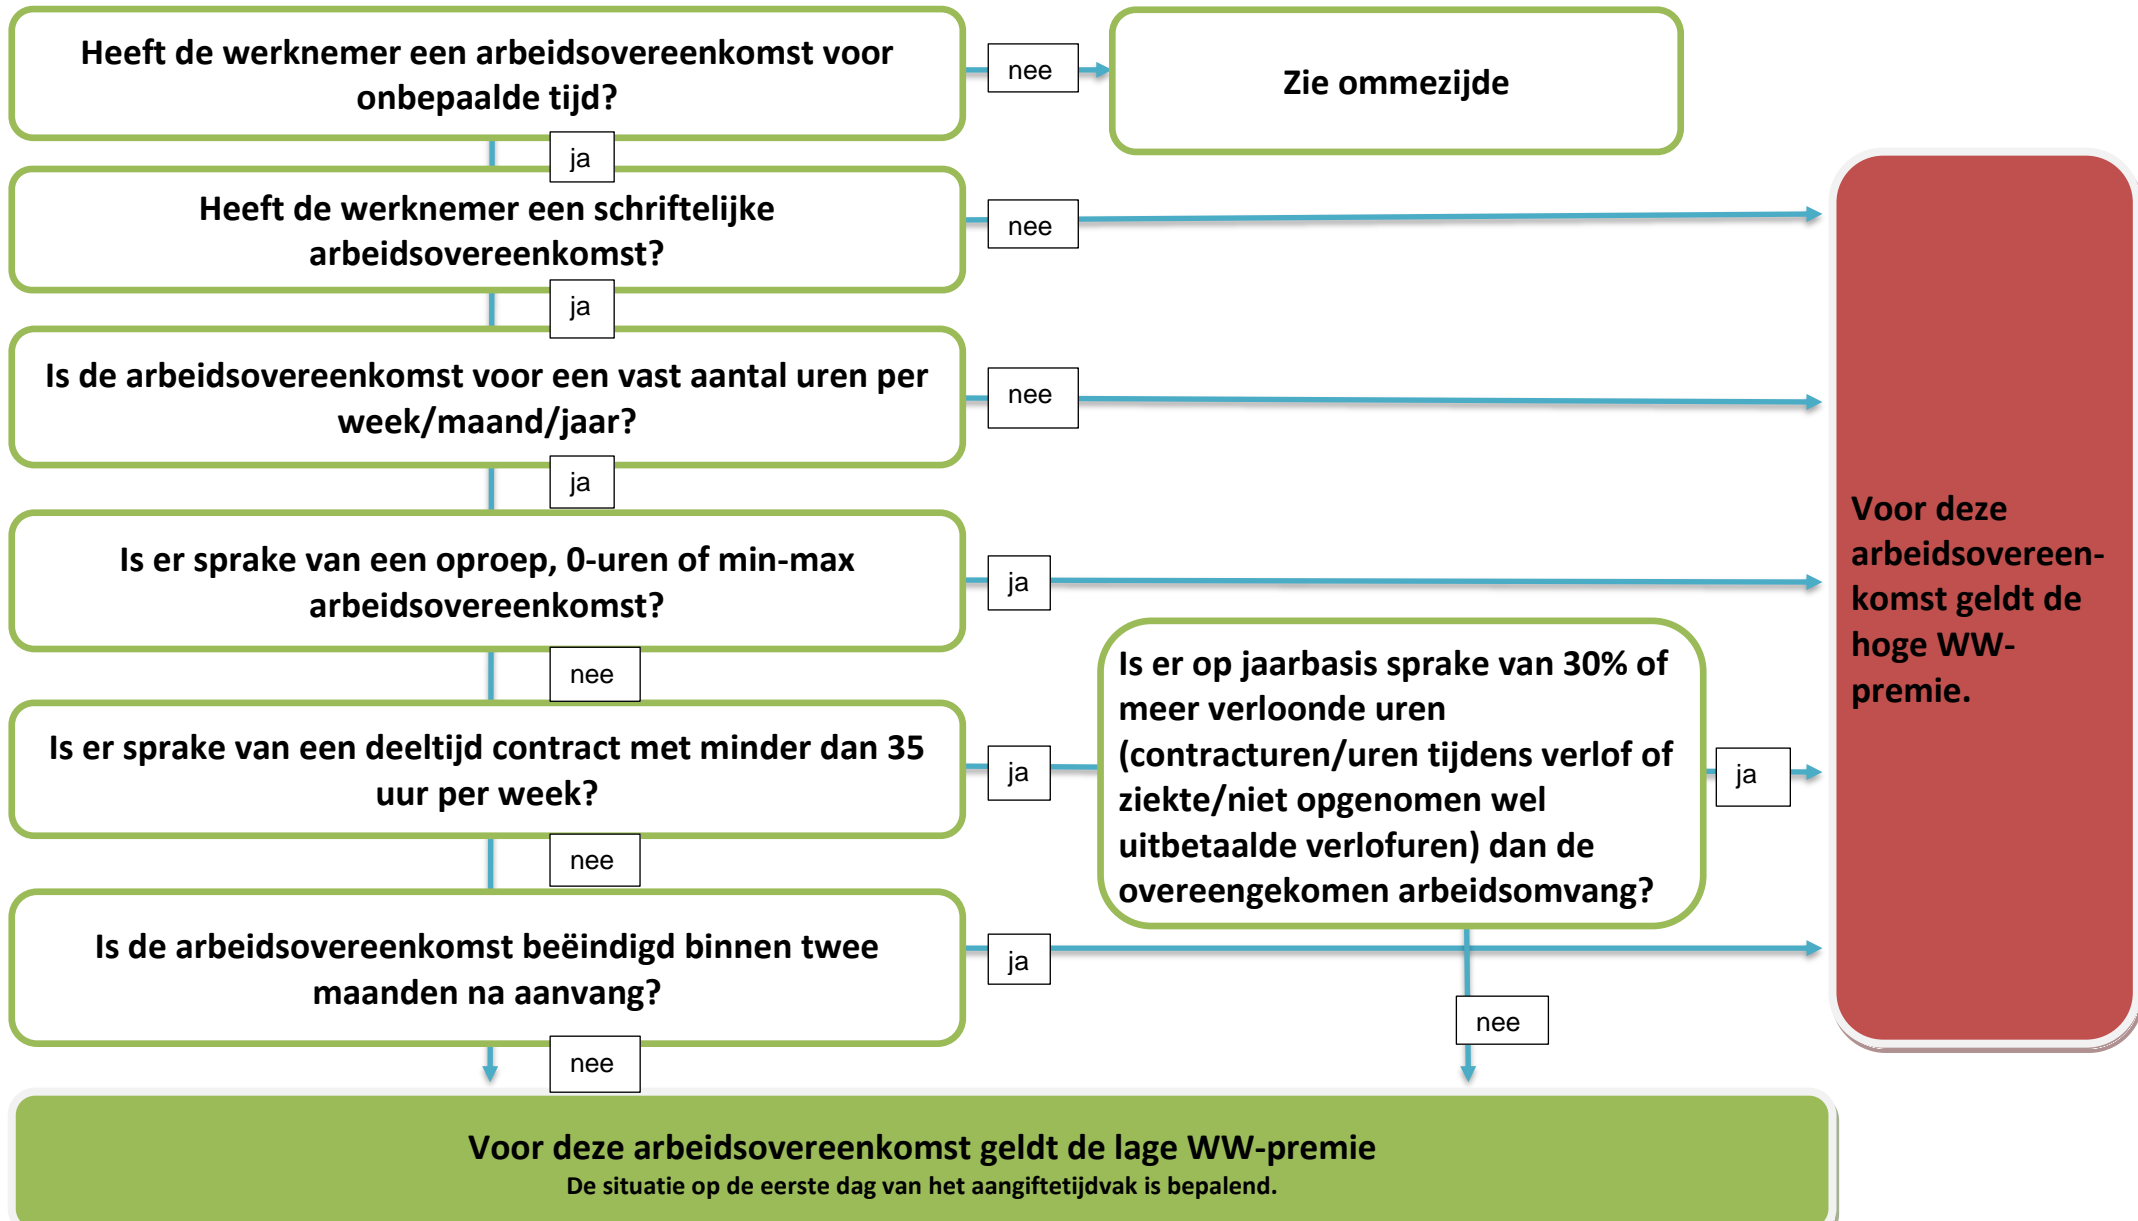 Heeft de werknemer een arbeidsovereenkomst voor
onbepaalde tijd?
nee
Zie ommezijde
ja
Heeft de werknemer een schriftelijke
arbeidsovereenkomst?
nee
ja
Is de arbeidsovereenkomst voor een vast aantal uren per
week/maand/jaar?
nee
ja
Is er sprake van een oproep, 0-uren of min-max
arbeidsovereenkomst?
ja
nee
Is er sprake van een deeltijd contract met minder dan 35
uur per week?
ja
Is er op jaarbasis sprake van 30% of
meer verloonde uren
(contracturen/uren tijdens verlof of
ziekte/niet opgenomen wel
uitbetaalde verlofuren) dan de
overeengekomen arbeidsomvang?
ja
nee
nee
Is de arbeidsovereenkomst beëindigd binnen twee
maanden na aanvang?
ja
nee
Voor deze
arbeidsovereen-
komst geldt de
hoge WW-
premie.
Voor deze arbeidsovereenkomst geldt de lage WW-premie
De situatie op de eerste dag van het aangiftetijdvak is bepalend.